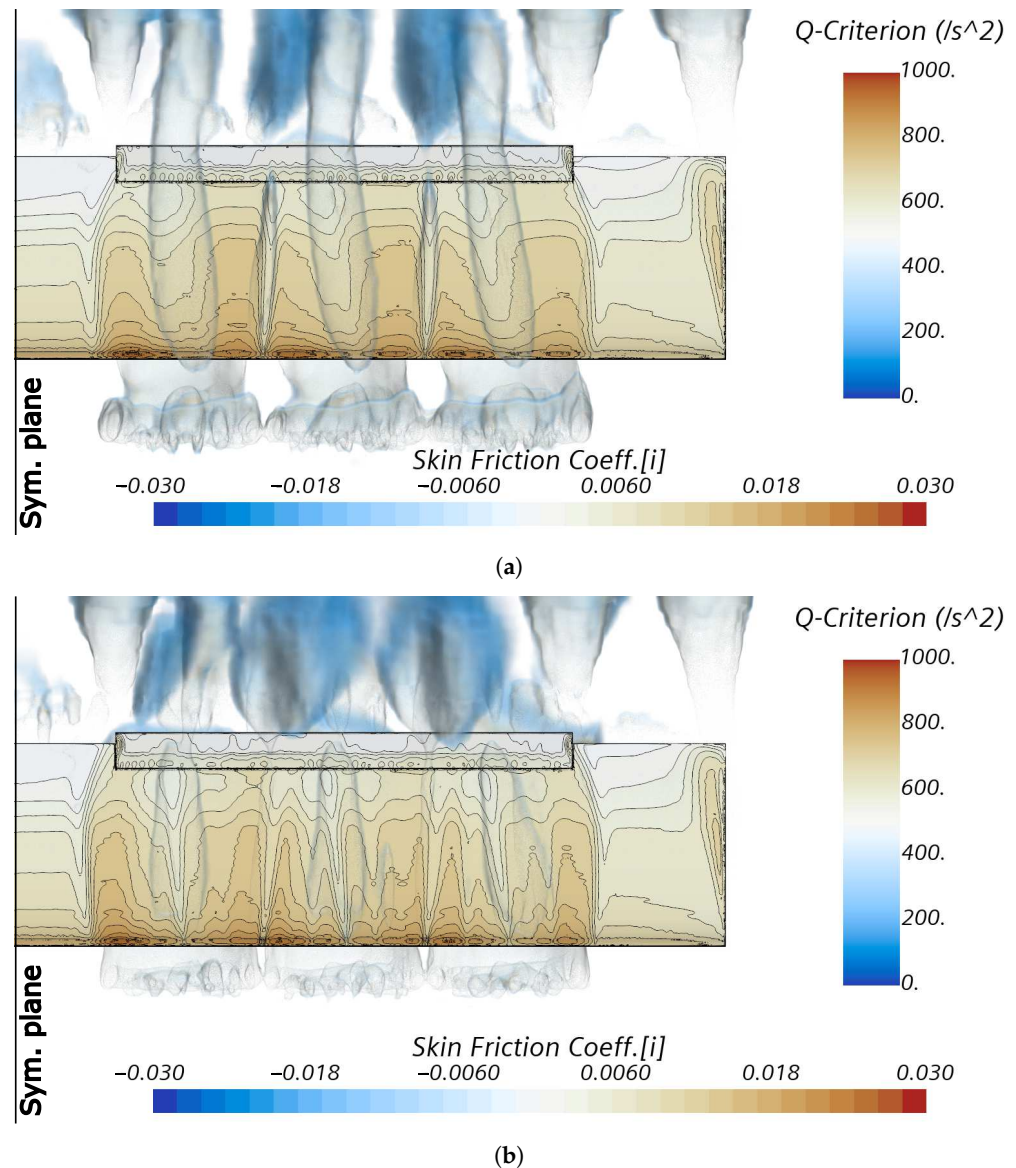 Q-Criterion (/s^2)
1000.
800.
600.
400.
200.
0.
Sym. plane
Skin Friction Coeff.[i]
−0.030 −0.018 −0.0060 0.0060 0.018 0.030
(a)
Q-Criterion (/s^2)
1000.
800.
600.
400.
200.
0.
Sym. plane
Skin Friction Coeff.[i]
−0.030 −0.018 −0.0060 0.0060 0.018 0.030
(b)